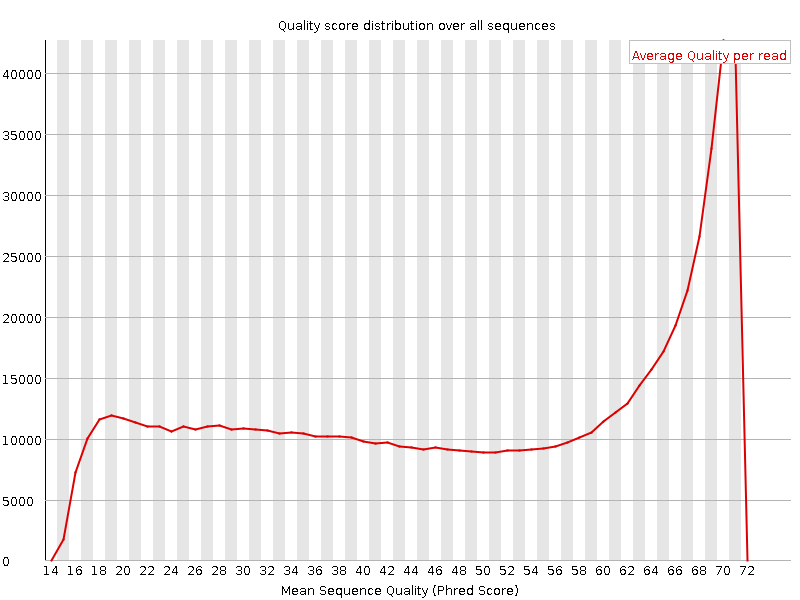 Quality score distribution over all sequences
Average Quality per read
40000
35000
30000
25000
20000
15000
10000
5000
0
14 16 18 20 22 24 26 28 30 32 34 36 38 40 42 44 46 48 50 52 54 56 58 60 62 64 66 68 70 72
Mean Sequence Quality (Phred Score)